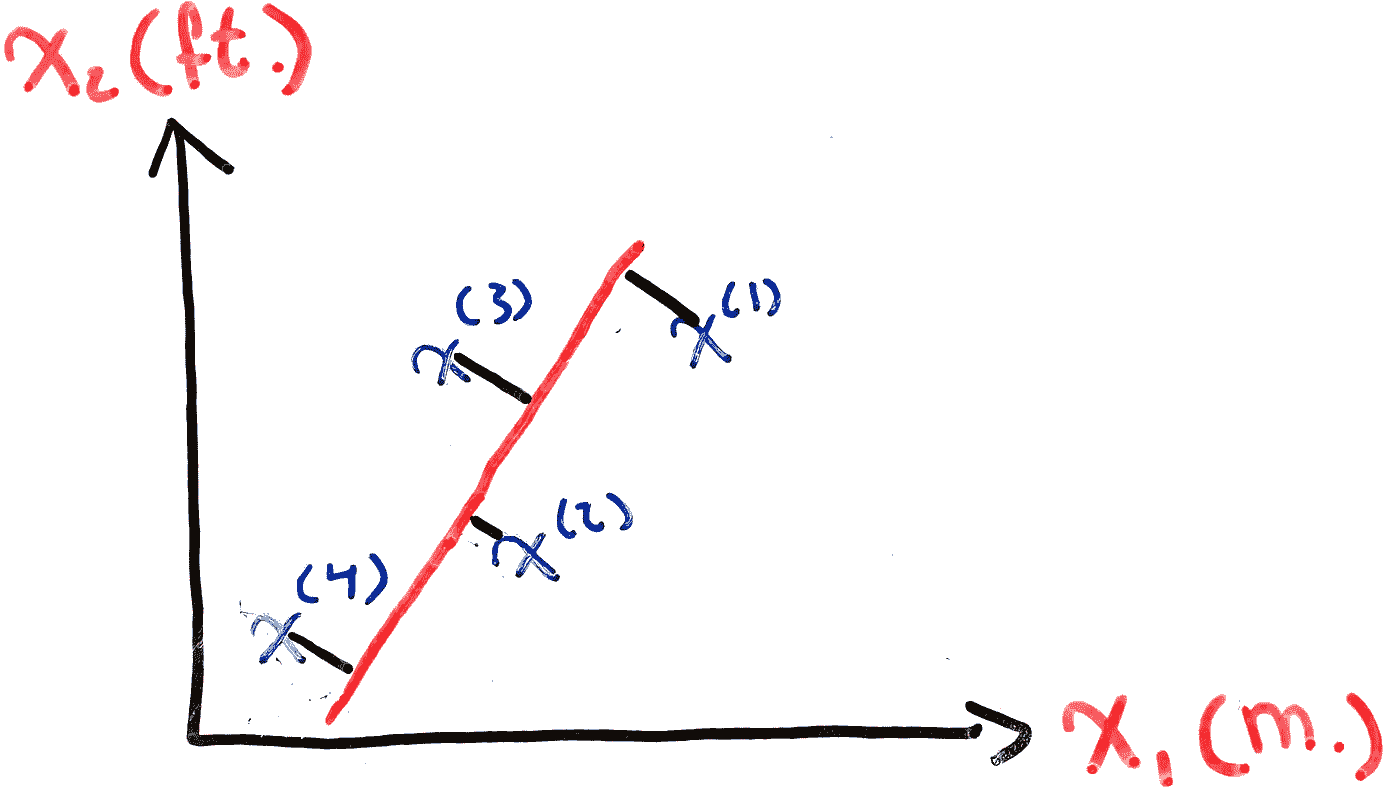 x₂ (ft.)
x⁽³⁾
x⁽¹⁾
x⁽²⁾
x⁽⁴⁾
x₁ (m.)